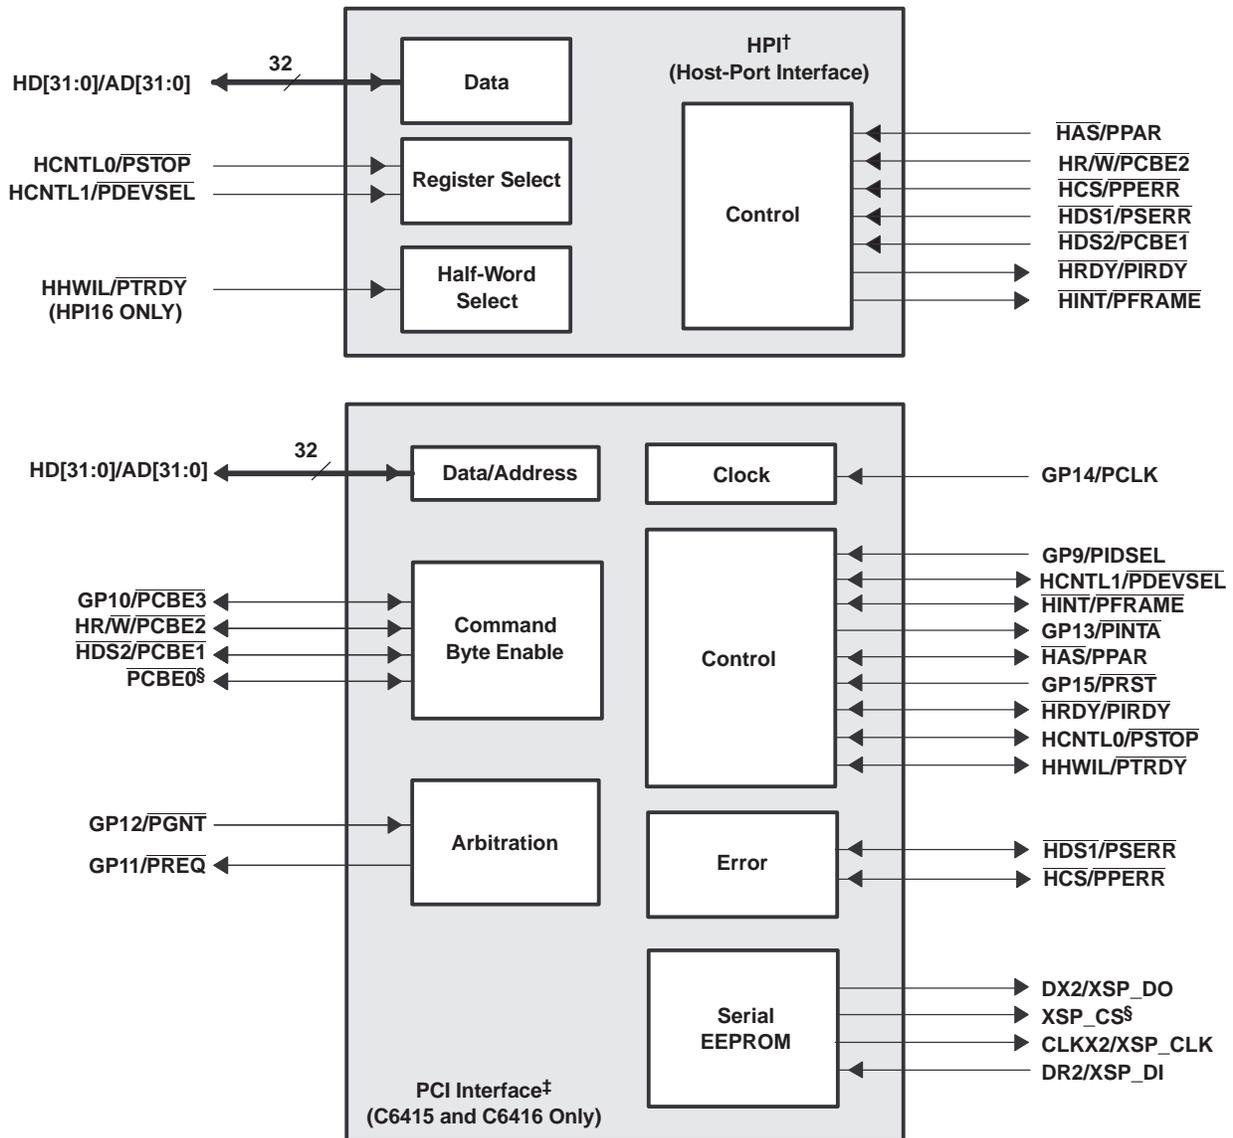 HPI†
(Host-Port Interface)
32
HD[31:0]/AD[31:0]
Data
HCNTL0/PSTOP
HCNTL1/PDEVSEL
Register Select
HHWIL/PTRDY
(HPI16 ONLY)
Half-Word
Select
Control
HAS/PPAR
HR/W/PCBE2
HCS/PPERR
HDS1/PSERR
HDS2/PCBE1
HRDY/PIRDY
HINT/PFRAME
32
HD[31:0]/AD[31:0]
Data/Address
Clock
GP14/PCLK
GP10/PCBE3
HR/W/PCBE2
HDS2/PCBE1
PCBE0§
Command
Byte Enable
Control
GP9/PIDSEL
HCNTL1/PDEVSEL
HINT/PFRAME
GP13/PINTA
HAS/PPAR
GP15/PRST
HRDY/PIRDY
HCNTL0/PSTOP
HHWIL/PTRDY
GP12/PGNT
GP11/PREQ
Arbitration
Error
HDS1/PSERR
HCS/PPERR
Serial
EEPROM
DX2/XSP_DO
XSP_CS§
CLKX2/XSP_CLK
DR2/XSP_DI
PCI Interface‡
(C6415 and C6416 Only)